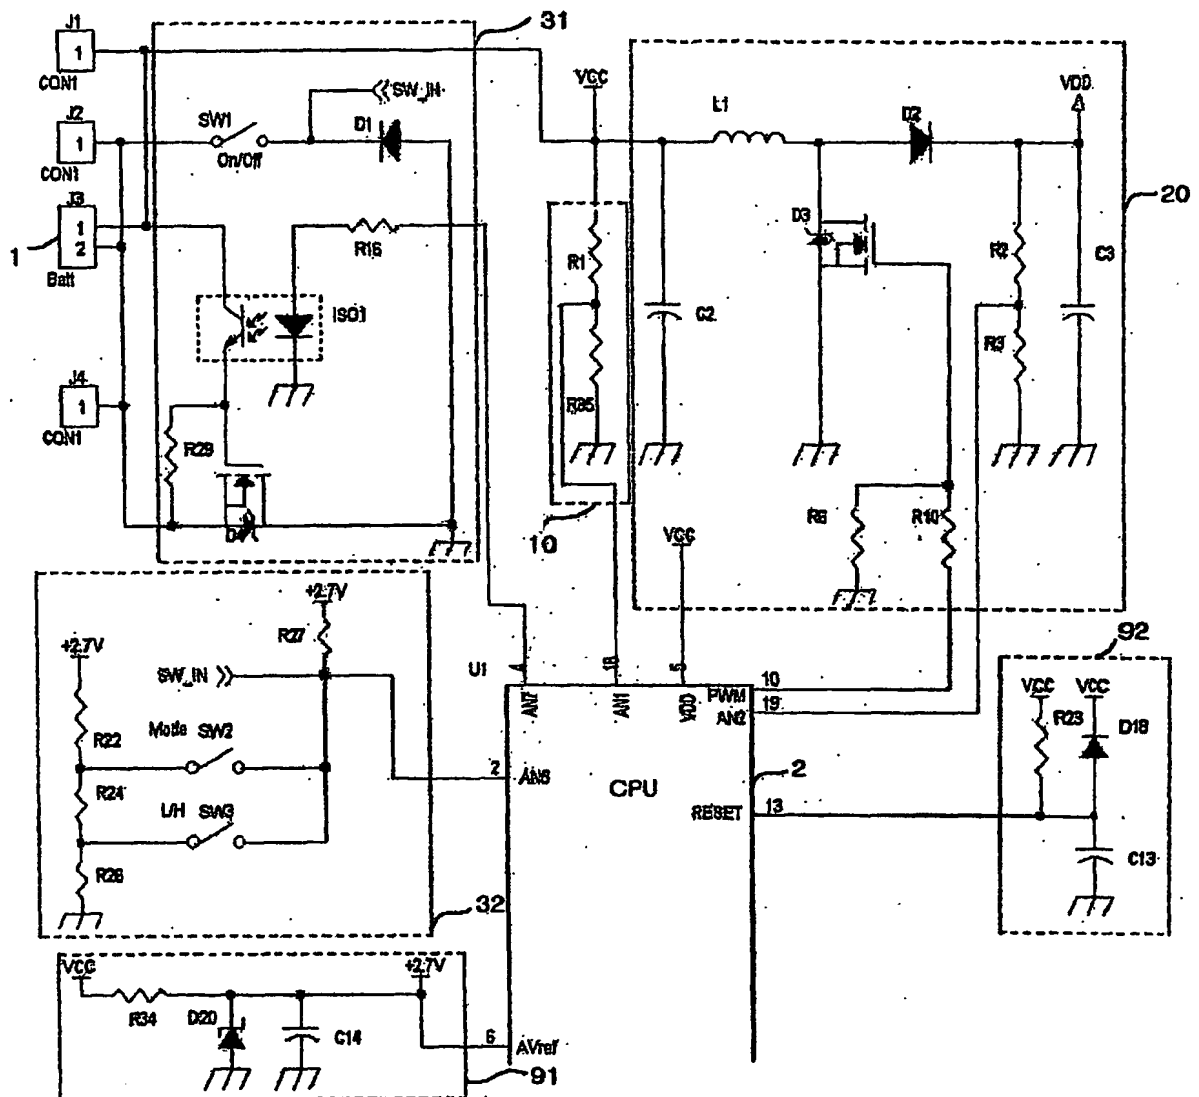 J1
1
CON1
31
SW_IN
SW1
On/Off
D1
J2
1
CON1
J3
1
2
Batt
1
R16
ISO1
J4
1
CON1
R29
VCC
L1
D2
VDD
20
D3
R1
R35
10
C2
R2
R3
C3
R10
VCC
+2.7V
+2.7V
R27
SW_IN
R22
Mode SW2
R24
L/H SW3
R26
32
U1
4
18
5
AN7
AN1
VDD
PWM
10
AN2
19
2
AN6
CPU
2
RESET
13
92
VCC
VCC
R23
D18
C13
VCC
+2.7V
R34
D20
C14
6
AVref
91